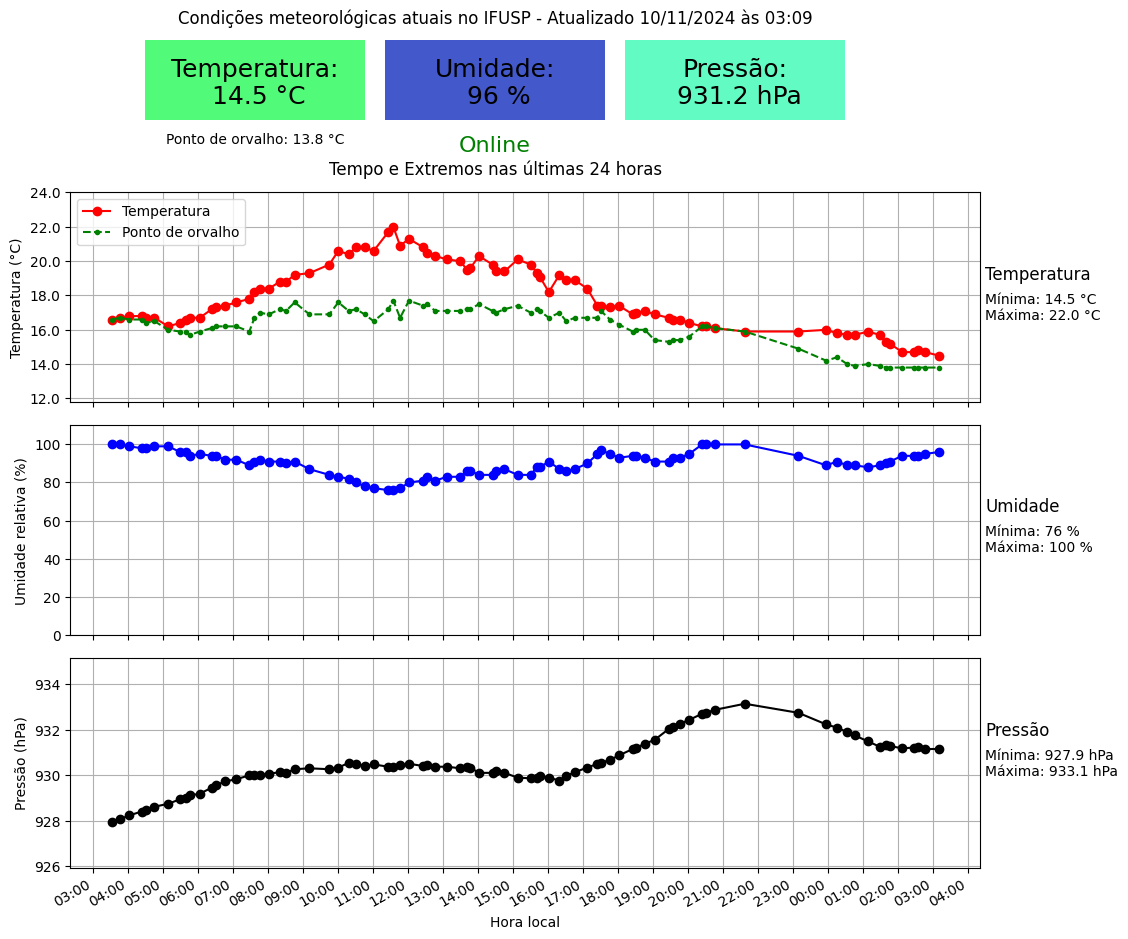 Condições meteorológicas atuais no IFUSP - Atualizado 10/11/2024 às 03:09
Temperatura:
14.5 °C
Umidade:
96 %
Pressão:
931.2 hPa
Ponto de orvalho: 13.8 °C
Online
Tempo e Extremos nas últimas 24 horas
Temperatura (°C)
24.0
22.0
20.0
18.0
16.0
14.0
12.0
Temperatura
Ponto de orvalho
Temperatura
Mínima: 14.5 °C
Máxima: 22.0 °C
Umidade relativa (%)
100
80
60
40
20
0
Umidade
Mínima: 76 %
Máxima: 100 %
Pressão (hPa)
934
932
930
928
926
Pressão
Mínima: 927.9 hPa
Máxima: 933.1 hPa
03:00 04:00 05:00 06:00 07:00 08:00 09:00 10:00 11:00 12:00 13:00 14:00 15:00 16:00 17:00 18:00 19:00 20:00 21:00 22:00 23:00 00:00 01:00 02:00 03:00 04:00
Hora local